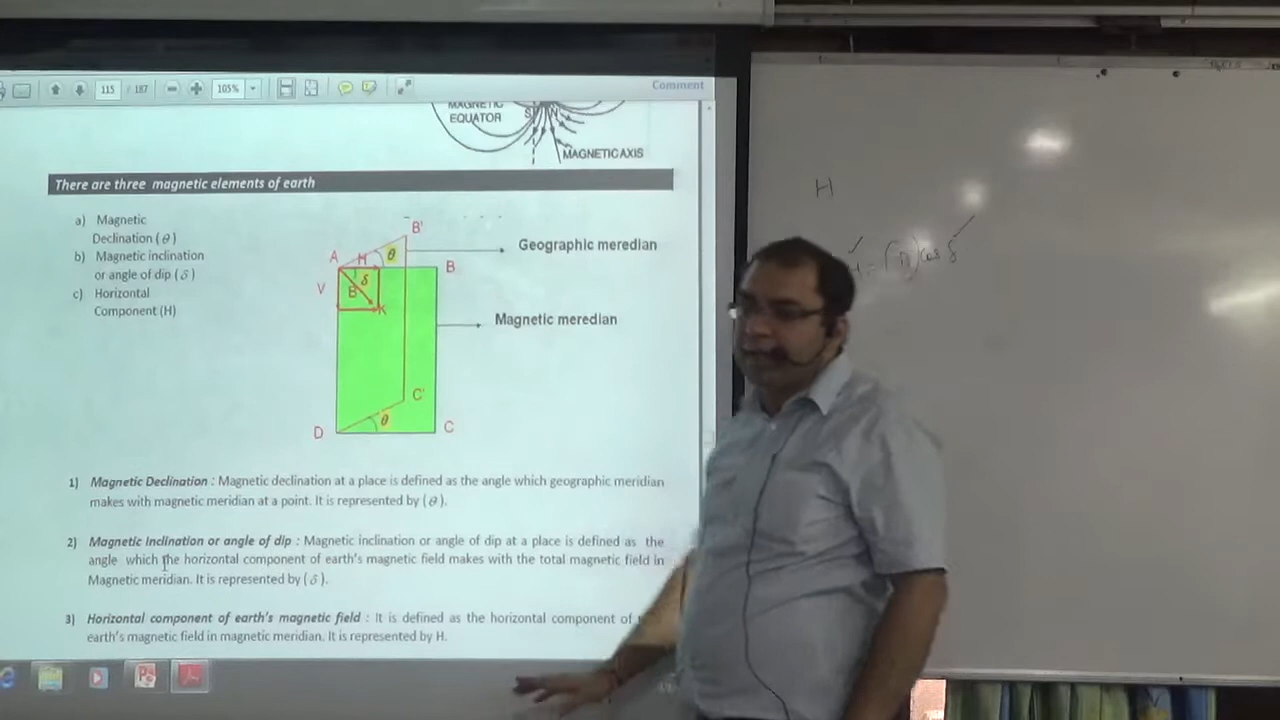 115 / 187 105% Comment
MAGNETIC
EQUATOR S N
MAGNETIC AXIS
There are three magnetic elements of earth
a) Magnetic
Declination ( θ )
b) Magnetic inclination
or angle of dip ( δ )
c) Horizontal
Component (H)
B'
A H θ Geographic meredian
B
V B δ
K
Magnetic meredian
C'
θ
D C
1) Magnetic Declination : Magnetic declination at a place is defined as the angle which geographic meridian
makes with magnetic meridian at a point. It is represented by ( θ ).
2) Magnetic Inclination or angle of dip : Magnetic inclination or angle of dip at a place is defined as the
angle which the horizontal component of earth's magnetic field makes with the total magnetic field in
Magnetic meridian. It is represented by ( δ ).
3) Horizontal component of earth's magnetic field : It is defined as the horizontal component of
earth's magnetic field in magnetic meridian. It is represented by H.
H
= cos δ